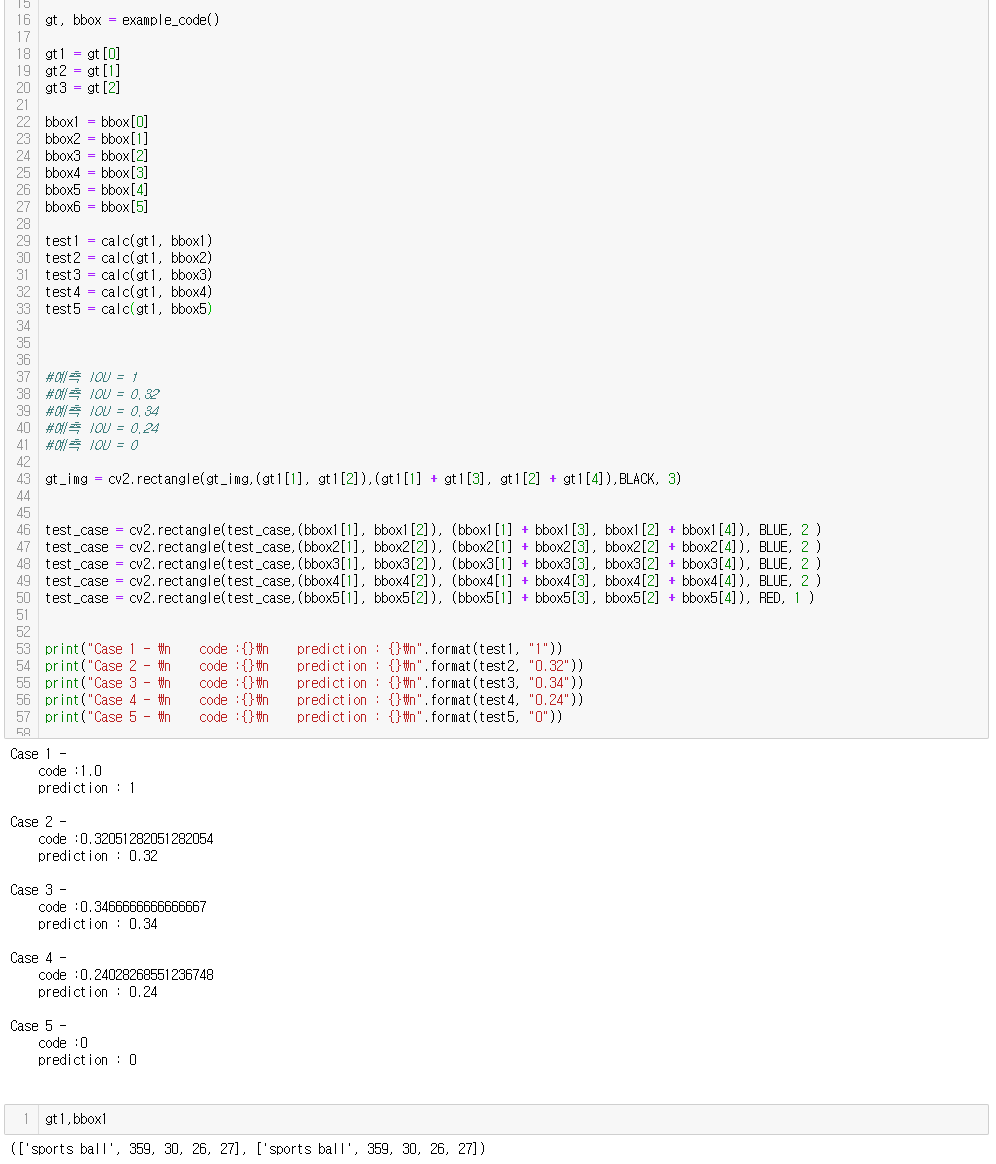 15
16 gt, bbox = example_code()
17
18 gt1 = gt[0]
19 gt2 = gt[1]
20 gt3 = gt[2]
21
22 bbox1 = bbox[0]
23 bbox2 = bbox[1]
24 bbox3 = bbox[2]
25 bbox4 = bbox[3]
26 bbox5 = bbox[4]
27 bbox6 = bbox[5]
28
29 test1 = calc(gt1, bbox1)
30 test2 = calc(gt1, bbox2)
31 test3 = calc(gt1, bbox3)
32 test4 = calc(gt1, bbox4)
33 test5 = calc(gt1, bbox5)
34
35
36
37 #예측 IOU = 1
38 #예측 IOU = 0.32
39 #예측 IOU = 0.34
40 #예측 IOU = 0.24
41 #예측 IOU = 0
42
43 gt_img = cv2.rectangle(gt_img,(gt1[1], gt1[2]),(gt1[1] + gt1[3], gt1[2] + gt1[4]),BLACK, 3)
44
45
46 test_case = cv2.rectangle(test_case,(bbox1[1], bbox1[2]), (bbox1[1] + bbox1[3], bbox1[2] + bbox1[4]), BLUE, 2 )
47 test_case = cv2.rectangle(test_case,(bbox2[1], bbox2[2]), (bbox2[1] + bbox2[3], bbox2[2] + bbox2[4]), BLUE, 2 )
48 test_case = cv2.rectangle(test_case,(bbox3[1], bbox3[2]), (bbox3[1] + bbox3[3], bbox3[2] + bbox3[4]), BLUE, 2 )
49 test_case = cv2.rectangle(test_case,(bbox4[1], bbox4[2]), (bbox4[1] + bbox4[3], bbox4[2] + bbox4[4]), BLUE, 2 )
50 test_case = cv2.rectangle(test_case,(bbox5[1], bbox5[2]), (bbox5[1] + bbox5[3], bbox5[2] + bbox5[4]), RED, 1 )
51
52
53 print("Case 1 - ₩n    code :{}₩n    prediction : {}₩n".format(test1, "1"))
54 print("Case 2 - ₩n    code :{}₩n    prediction : {}₩n".format(test2, "0.32"))
55 print("Case 3 - ₩n    code :{}₩n    prediction : {}₩n".format(test3, "0.34"))
56 print("Case 4 - ₩n    code :{}₩n    prediction : {}₩n".format(test4, "0.24"))
57 print("Case 5 - ₩n    code :{}₩n    prediction : {}₩n".format(test5, "0"))
58
Case 1 -
code :1.0
prediction : 1
Case 2 -
code :0.32051282051282054
prediction : 0.32
Case 3 -
code :0.3466666666666667
prediction : 0.34
Case 4 -
code :0.24028268551236748
prediction : 0.24
Case 5 -
code :0
prediction : 0
1 gt1,bbox1
(['sports ball', 359, 30, 26, 27], ['sports ball', 359, 30, 26, 27])